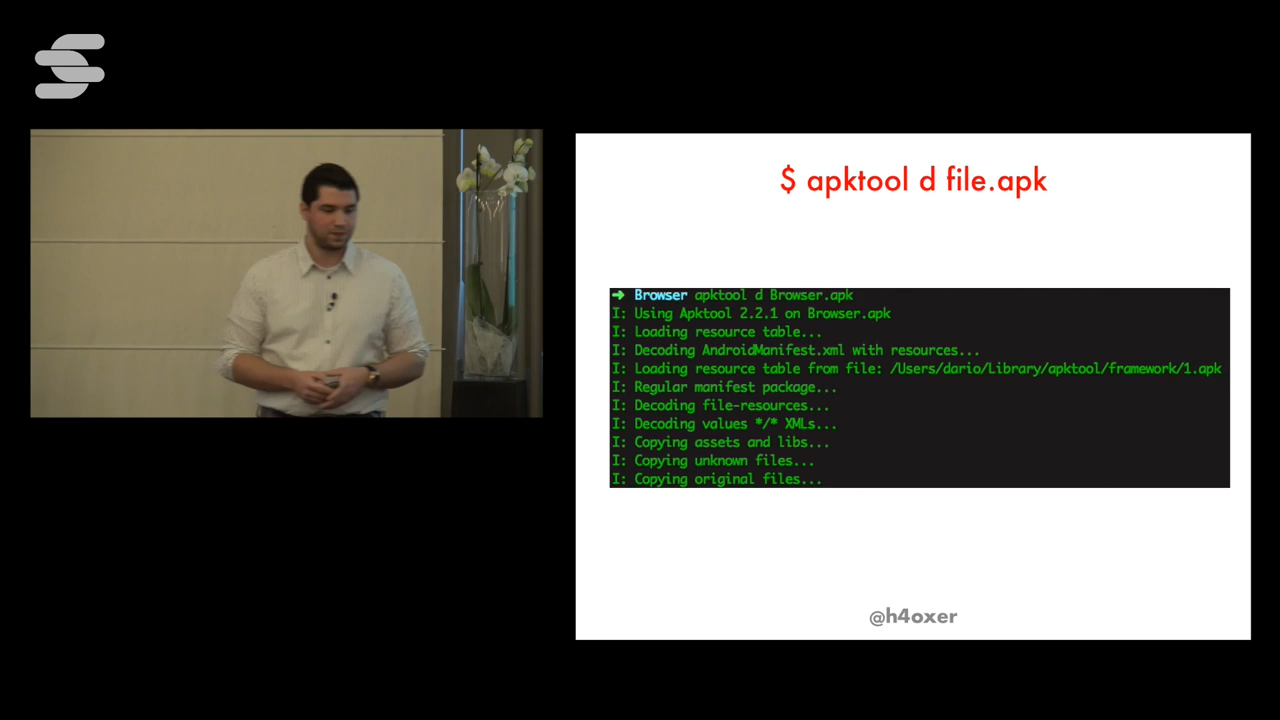 $ apktool d file.apk
➜ Browser apktool d Browser.apk
I: Using Apktool 2.2.1 on Browser.apk
I: Loading resource table...
I: Decoding AndroidManifest.xml with resources...
I: Loading resource table from file: /Users/dario/Library/apktool/framework/1.apk
I: Regular manifest package...
I: Decoding file-resources...
I: Decoding values */* XMLs...
I: Copying assets and libs...
I: Copying unknown files...
I: Copying original files...
@h4oxer